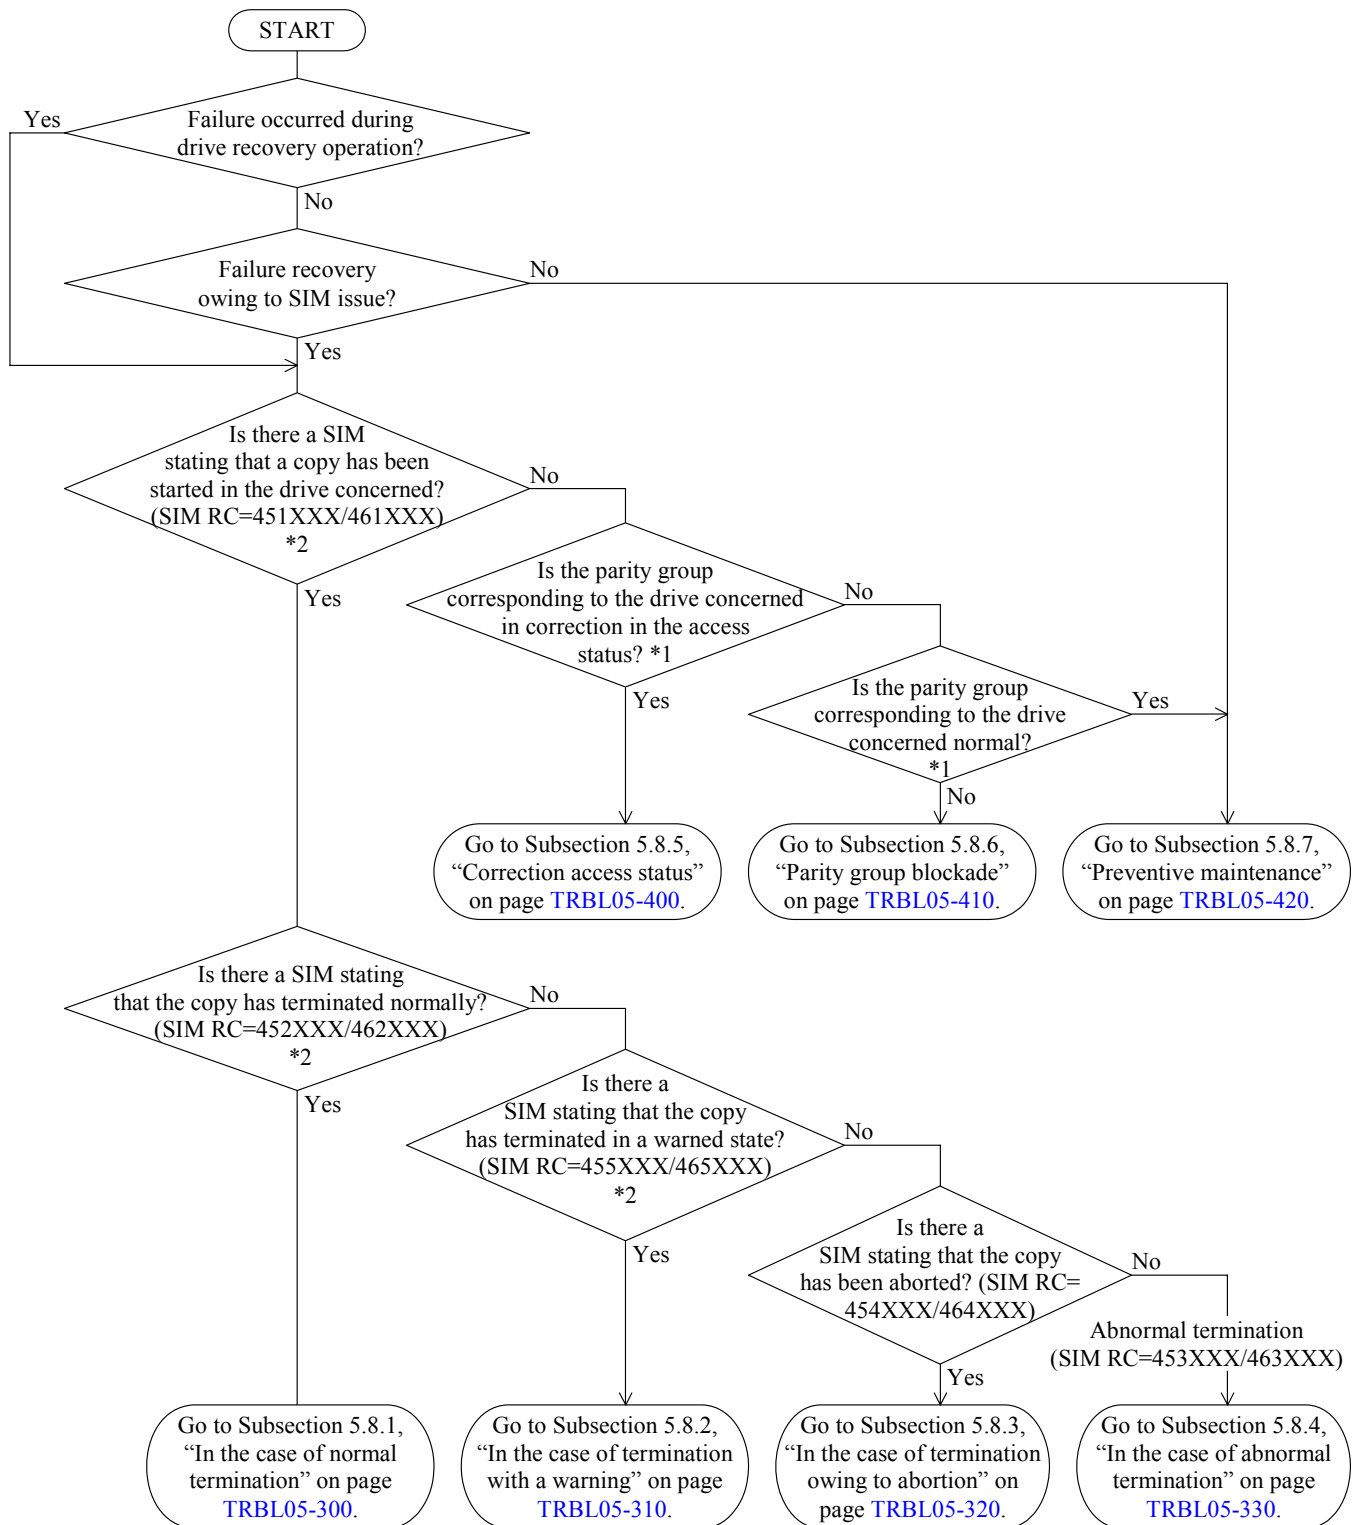 START
Failure occurred during
drive recovery operation?
Yes
No
Failure recovery
owing to SIM issue?
No
Yes
Is there a SIM
stating that a copy has been
started in the drive concerned?
(SIM RC=451XXX/461XXX)
*2
No
Yes
Is the parity group
corresponding to the drive concerned
in correction in the access
status? *1
No
Yes
Is the parity group
corresponding to the drive
concerned normal?
*1
Yes
No
Go to Subsection 5.8.5,
“Correction access status”
on page TRBL05-400.
Go to Subsection 5.8.6,
“Parity group blockade”
on page TRBL05-410.
Go to Subsection 5.8.7,
“Preventive maintenance”
on page TRBL05-420.
Is there a SIM stating
that the copy has terminated normally?
(SIM RC=452XXX/462XXX)
*2
No
Yes
Is there a
SIM stating that the copy
has terminated in a warned state?
(SIM RC=455XXX/465XXX)
*2
No
Yes
Is there a
SIM stating that the copy
has been aborted? (SIM RC=
454XXX/464XXX)
No
Yes
Abnormal termination
(SIM RC=453XXX/463XXX)
Go to Subsection 5.8.1,
“In the case of normal
termination” on page
TRBL05-300.
Go to Subsection 5.8.2,
“In the case of termination
with a warning” on page
TRBL05-310.
Go to Subsection 5.8.3,
“In the case of termination
owing to abortion” on
page TRBL05-320.
Go to Subsection 5.8.4,
“In the case of abnormal
termination” on page
TRBL05-330.